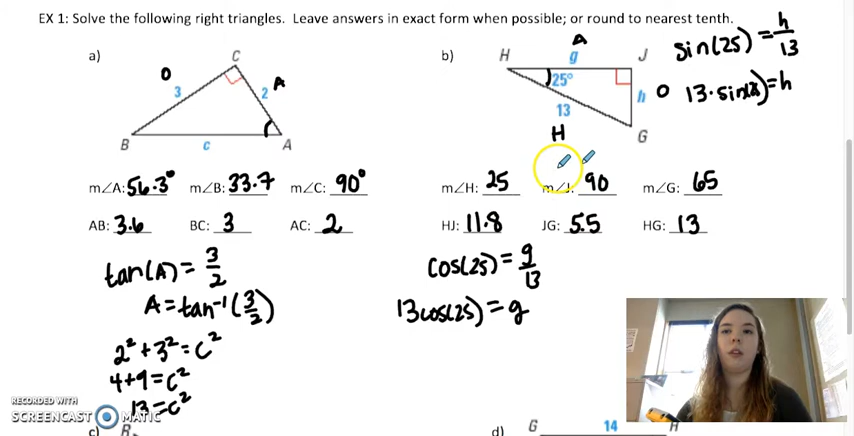 EX 1: Solve the following right triangles. Leave answers in exact form when possible; or round to nearest tenth.
a)
C
O
A
3
2
B
c
A
m∠A: 56.3°
m∠B: 33.7
m∠C: 90°
AB: 3.6
BC: 3
AC: 2
tan(A) = 3/2
A = tan⁻¹(3/2)
2² + 3² = c²
4 + 9 = c²
13 = c²
b)
A
H
g
J
25°
h
O
13
H
G
sin(25) = h/13
13·sin(25) = h
m∠H: 25
m∠J: 90
m∠G: 65
HJ: 11.8
JG: 5.5
HG: 13
cos(25) = g/13
13cos(25) = g
RECORDED WITH
SCREENCAST MATIC
c)
B
d)
G
14
H